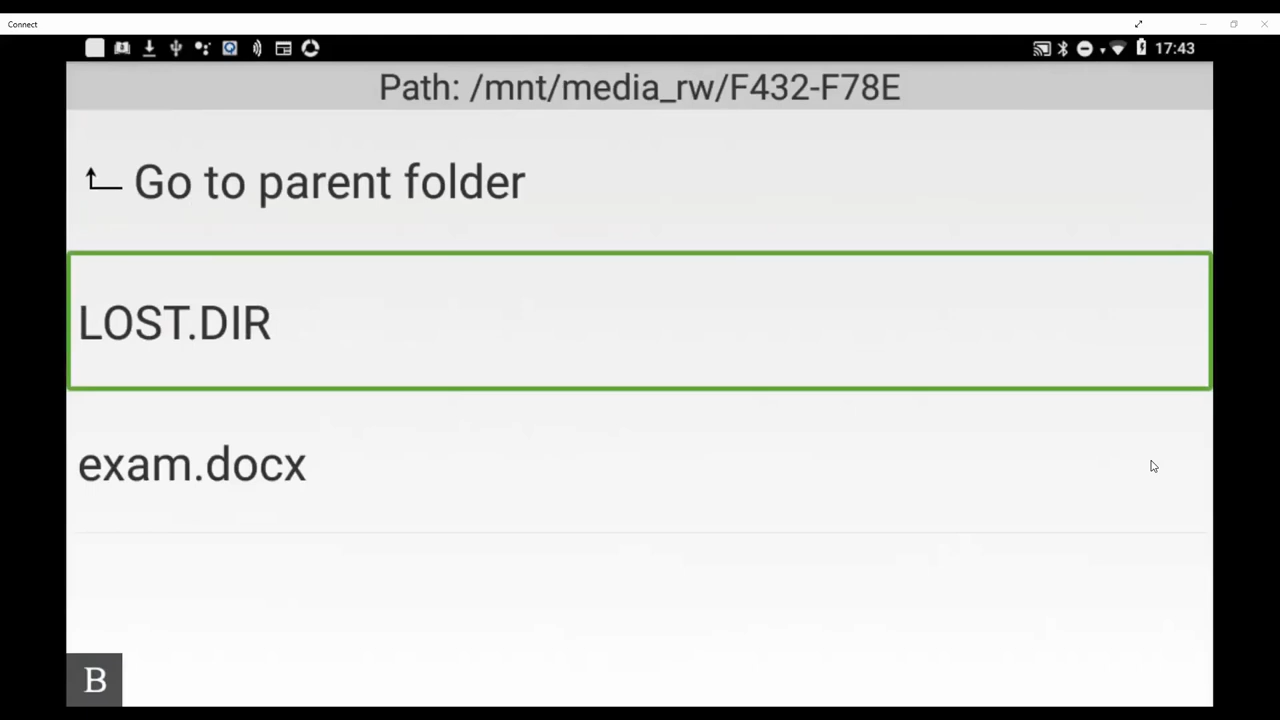 Connect
17:43
Path: /mnt/media_rw/F432-F78E
Go to parent folder
LOST.DIR
exam.docx
B